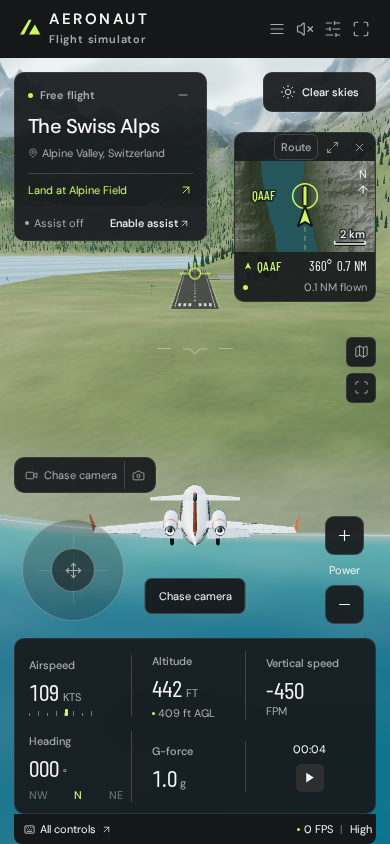 AERONAUT
Flight simulator
Free flight
The Swiss Alps
Alpine Valley, Switzerland
Land at Alpine Field
Assist off
Enable assist
Clear skies
Route
N
QAAF
2 km
QAAF 360° 0.7 NM
0.1 NM flown
Chase camera
Power
Chase camera
Airspeed
109 KTS
Altitude
442 FT
409 ft AGL
Vertical speed
-450
FPM
Heading
000 °
NW N NE
G-force
1.0 g
00:04
All controls
0 FPS | High